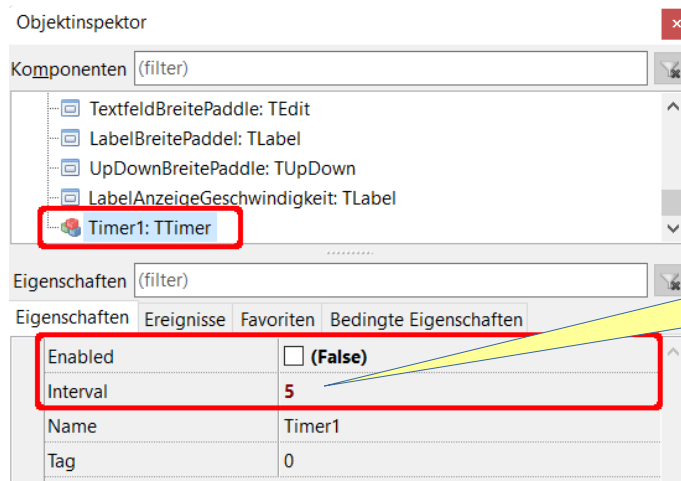 Objektinspektor
Komponenten (filter)
TextfeldBreitePaddle: TEdit
LabelBreitePaddel: TLabel
UpDownBreitePaddle: TUpDown
LabelAnzeigeGeschwindigkeit: TLabel
Timer1: TTimer
Eigenschaften (filter)
Eigenschaften Ereignisse Favoriten Bedingte Eigenschaften
Enabled (False)
Interval 5
Name Timer1
Tag 0